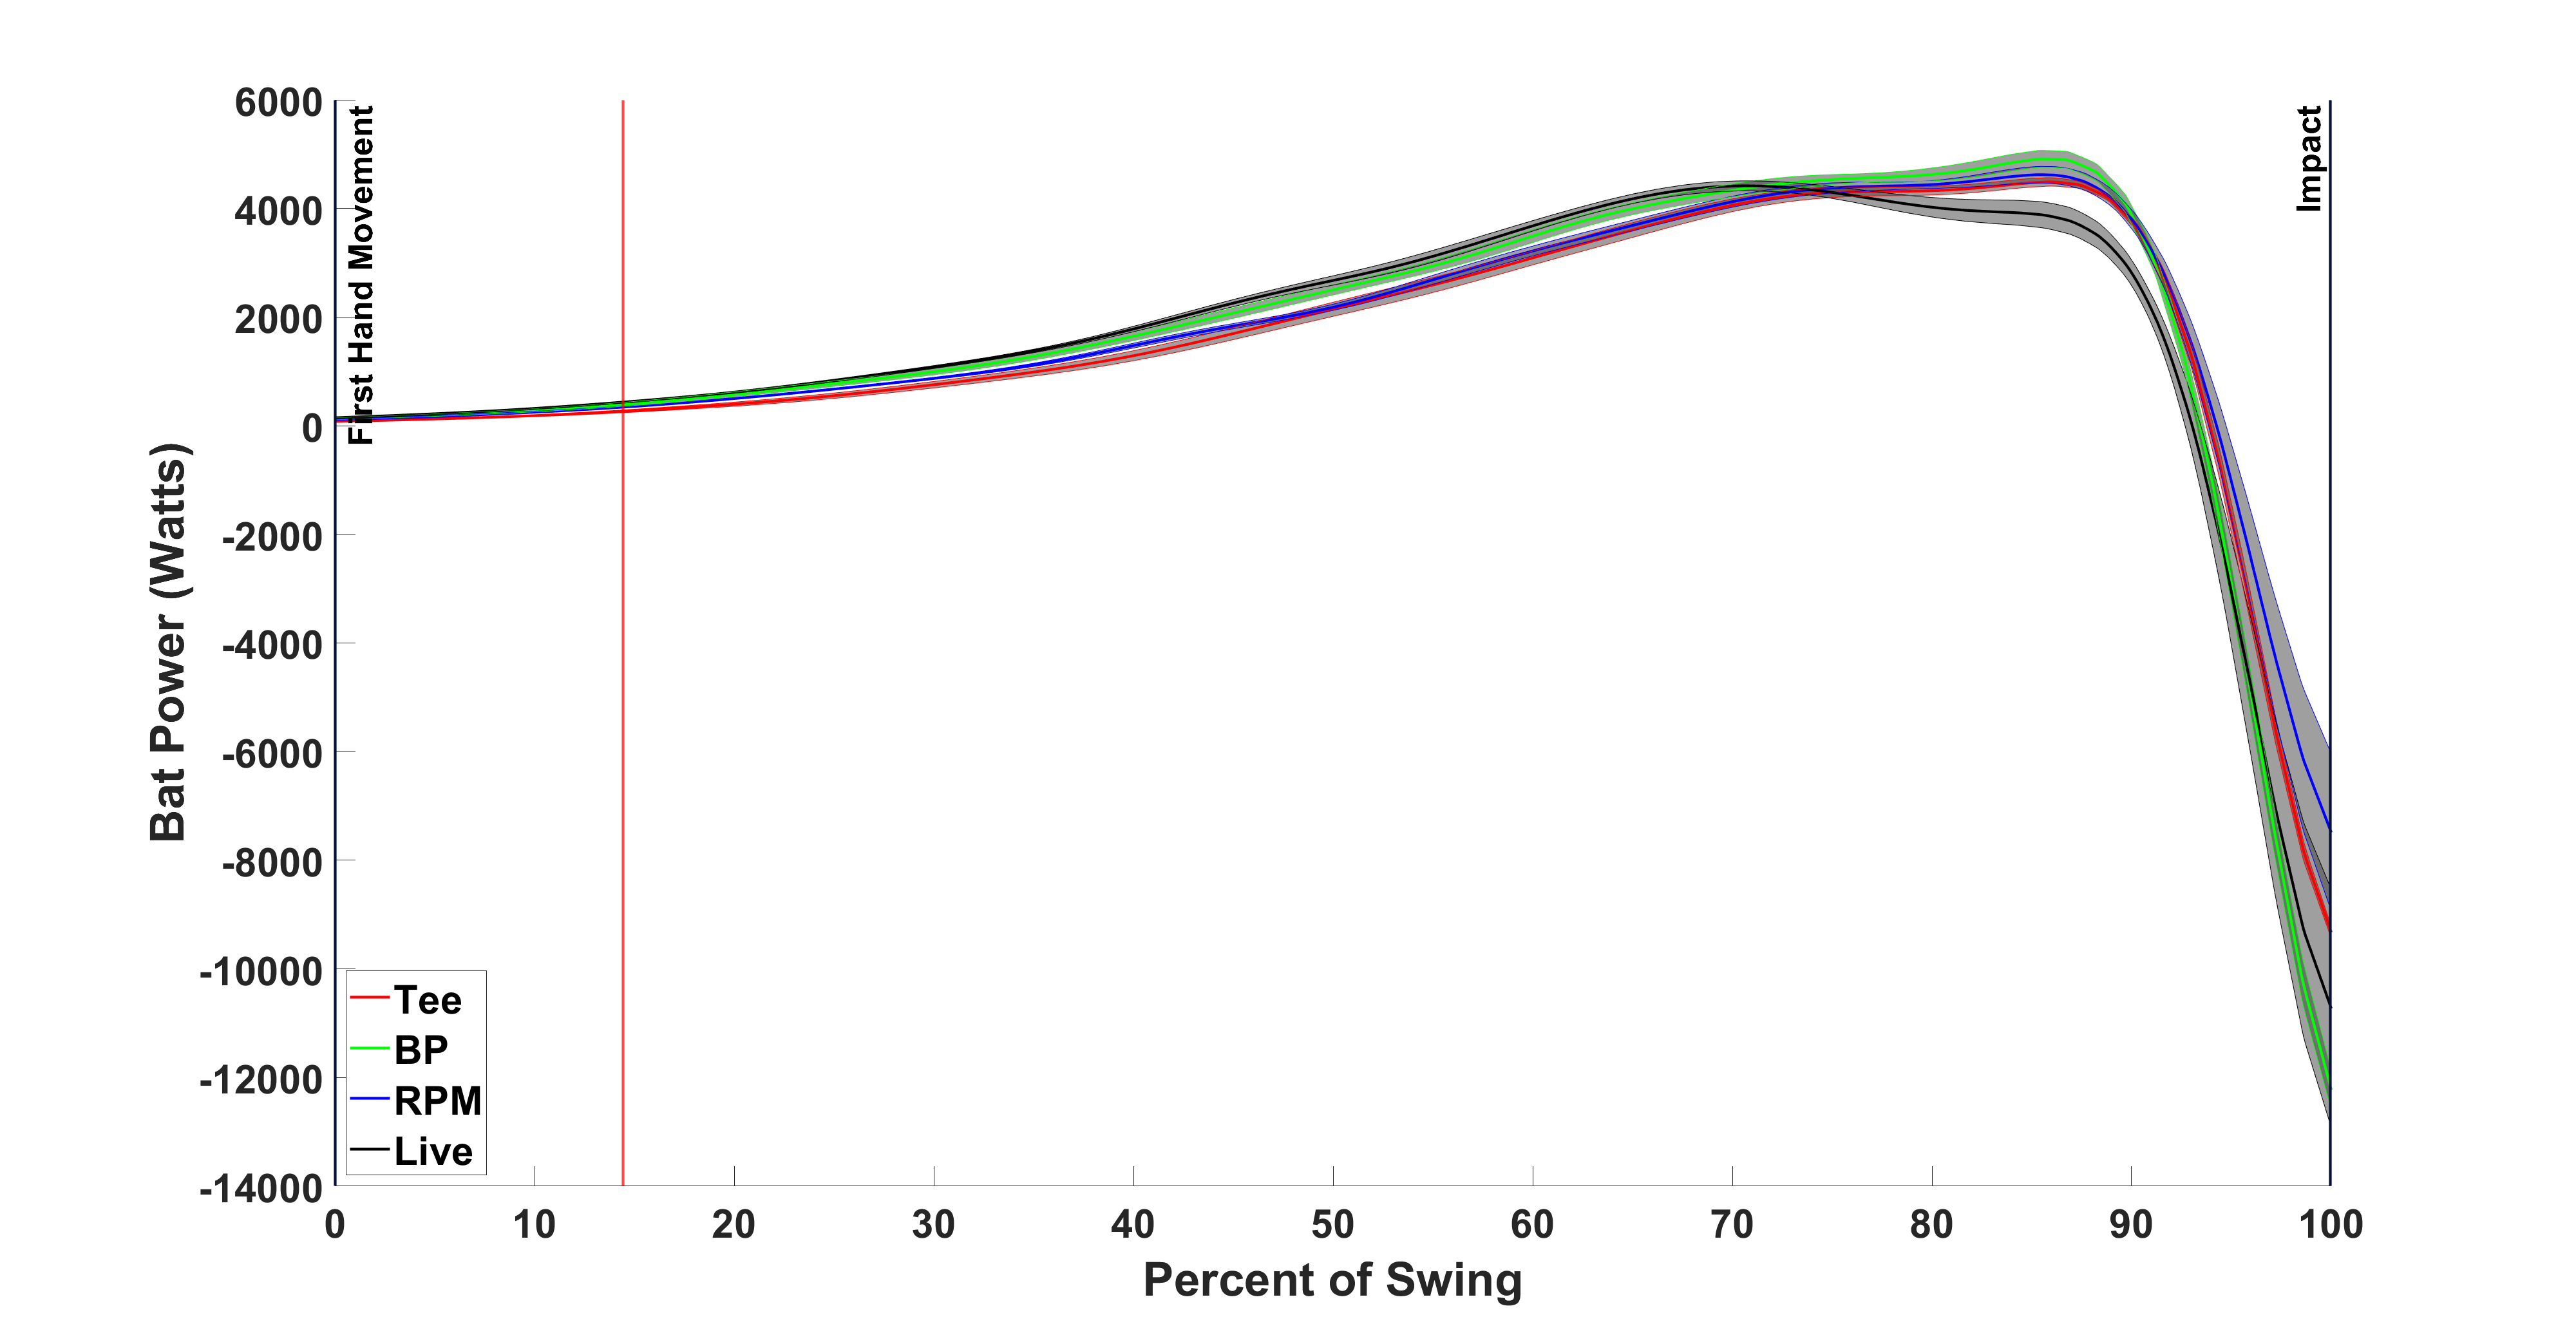 6000
4000
2000
0
-2000
-4000
-6000
-8000
-10000
-12000
-14000
Bat Power (Watts)
First Hand Movement
Impact
Tee
BP
RPM
Live
0 10 20 30 40 50 60 70 80 90 100
Percent of Swing